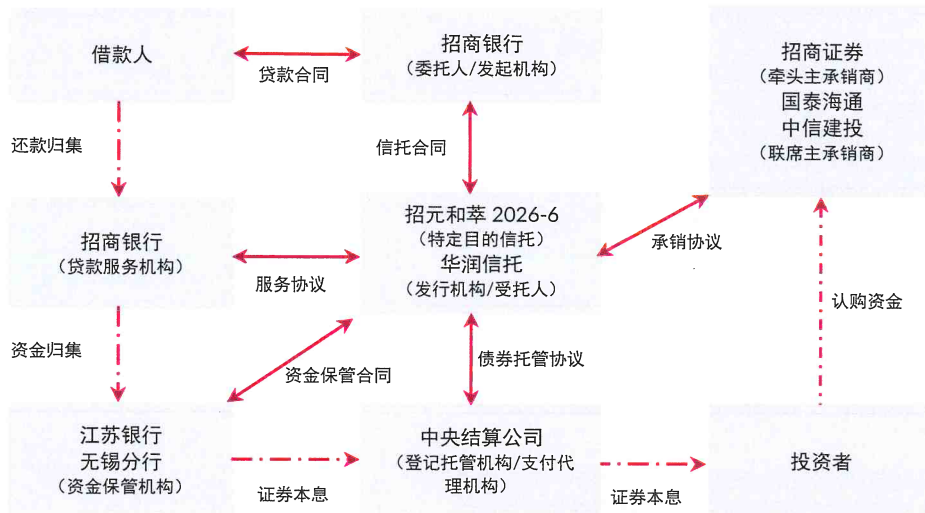 借款人
贷款合同
招商银行
（委托人/发起机构）
招商证券
（牵头主承销商）
国泰海通
中信建投
（联席主承销商）
还款归集
信托合同
招商银行
（贷款服务机构）
服务协议
招元和萃 2026-6
（特定目的信托）
华润信托
（发行机构/受托人）
承销协议
认购资金
资金归集
资金保管合同
债券托管协议
江苏银行
无锡分行
（资金保管机构）
证券本息
中央结算公司
（登记托管机构/支付代
理机构）
证券本息
投资者